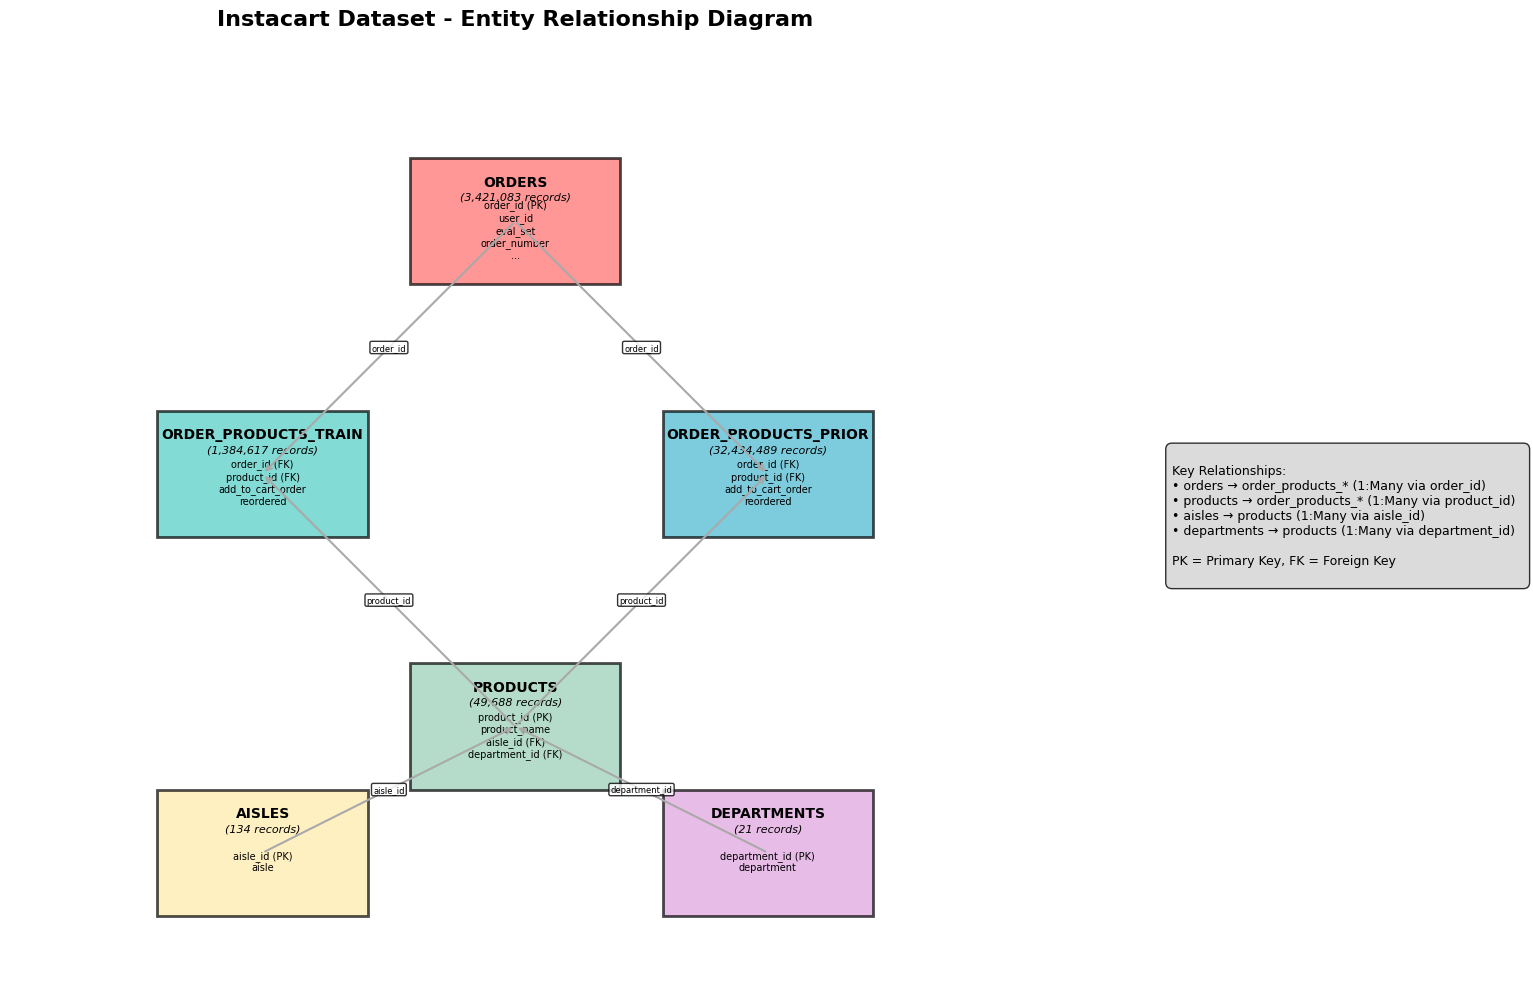 Instacart Dataset - Entity Relationship Diagram
ORDERS
(3,421,083 records)
order_id (PK)
user_id
eval_set
order_number
...
order_id
order_id
ORDER_PRODUCTS_TRAIN
(1,384,617 records)
order_id (FK)
product_id (FK)
add_to_cart_order
reordered
ORDER_PRODUCTS_PRIOR
(32,434,489 records)
order_id (FK)
product_id (FK)
add_to_cart_order
reordered
Key Relationships:
• orders → order_products_* (1:Many via order_id)
• products → order_products_* (1:Many via product_id)
• aisles → products (1:Many via aisle_id)
• departments → products (1:Many via department_id)
PK = Primary Key, FK = Foreign Key
product_id
product_id
PRODUCTS
(49,688 records)
product_id (PK)
product_name
aisle_id (FK)
department_id (FK)
aisle_id
department_id
AISLES
(134 records)
aisle_id (PK)
aisle
DEPARTMENTS
(21 records)
department_id (PK)
department